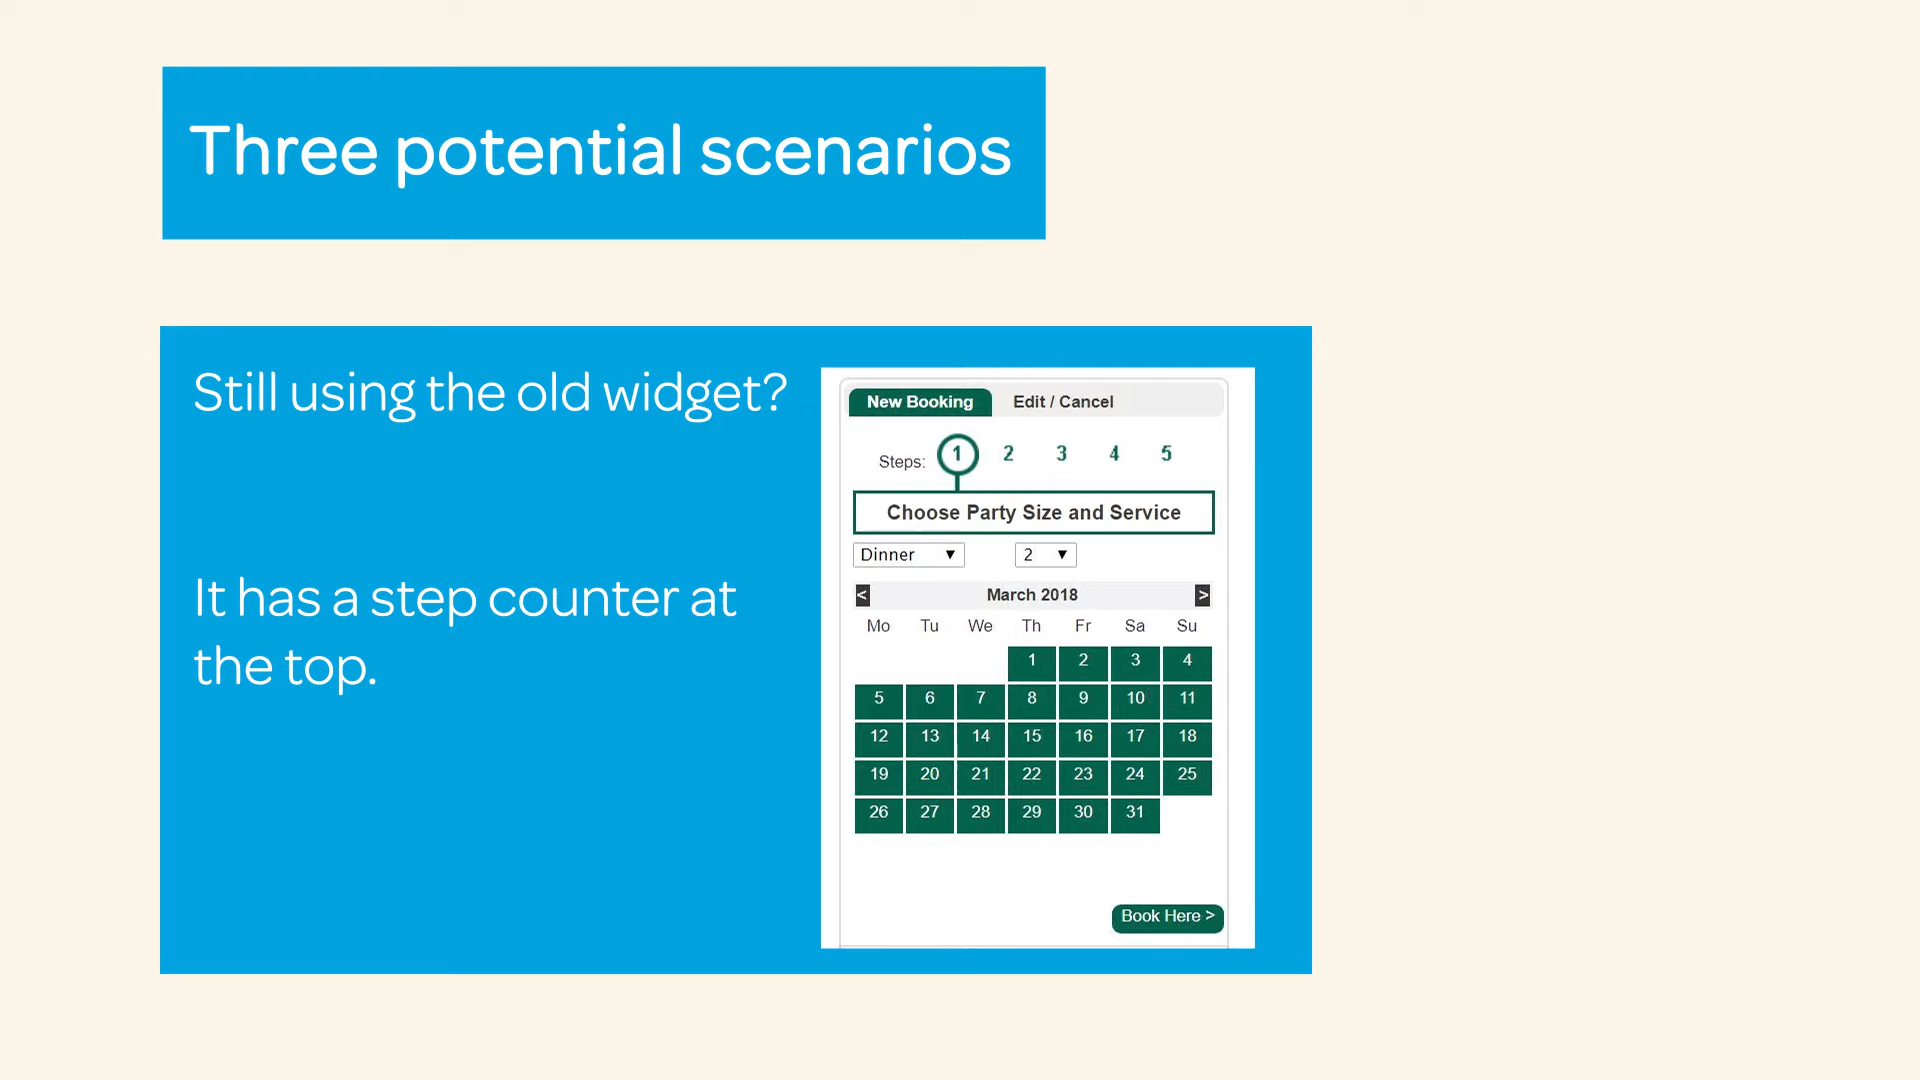 Three potential scenarios
Still using the old widget?
It has a step counter at
the top.
New Booking Edit / Cancel
Steps: 1 2 3 4 5
Choose Party Size and Service
Dinner ▼ 2 ▼
< March 2018 >
Mo Tu We Th Fr Sa Su
1 2 3 4
5 6 7 8 9 10 11
12 13 14 15 16 17 18
19 20 21 22 23 24 25
26 27 28 29 30 31
Book Here >